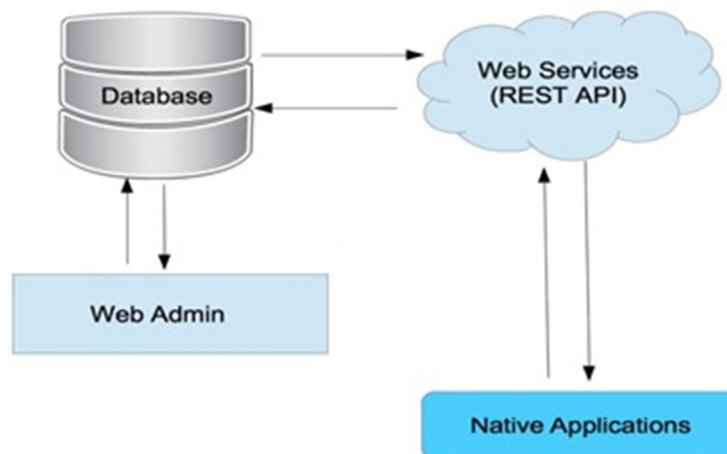 Database
Web Services
(REST API)
Web Admin
Native Applications